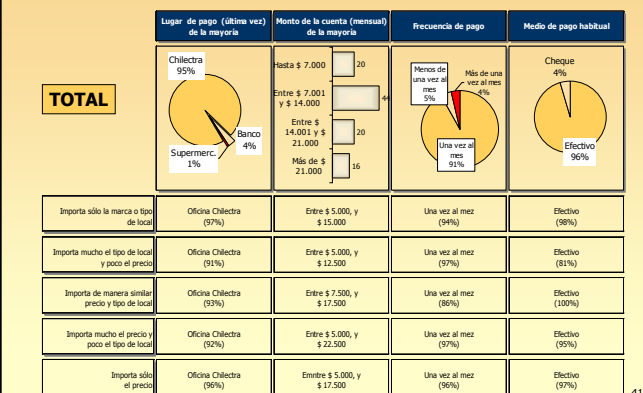 Lugar de pago (última vez)
de la mayoría
Monto de la cuenta (mensual)
de la mayoría
Frecuencia de pago
Medio de pago habitual
TOTAL
Chilectra
95%
Banco
4%
Supermerc.
1%
Hasta $ 7.000
20
Entre $ 7.001
y $ 14.000
44
Entre $
14.001 y $
21.000
20
Más de $
21.000
16
Menos de
una vez al
mes
5%
Más de una
vez al mes
4%
Una vez al
mes
91%
Cheque
4%
Efectivo
96%
Importa sólo la marca o tipo
de local
Oficina Chilectra
(97%)
Entre $ 5.000, y
$ 15.000
Una vez al mez
(94%)
Efectivo
(98%)
Importa mucho el tipo de local
y poco el precio
Oficina Chilectra
(91%)
Entre $ 5.000, y
$ 12.500
Una vez al mez
(97%)
Efectivo
(81%)
Importa de manera similar
precio y tipo de local
Oficina Chilectra
(93%)
Entre $ 7.500, y
$ 17.500
Una vez al mez
(86%)
Efectivo
(100%)
Importa mucho el precio y
poco el tipo de local
Oficina Chilectra
(92%)
Entre $ 5.000, y
$ 22.500
Una vez al mez
(97%)
Efectivo
(95%)
Importa sólo
el precio
Oficina Chilectra
(96%)
Emntre $ 5.000, y
$ 17.500
Una vez al mez
(96%)
Efectivo
(97%)
41